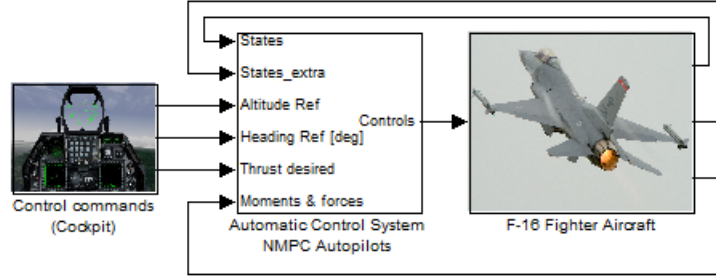 States
States_extra
Altitude Ref
Controls
Heading Ref [deg]
Thrust desired
Moments & forces
Control commands
(Cockpit)
Automatic Control System
NMPC Autopilots
F-16 Fighter Aircraft